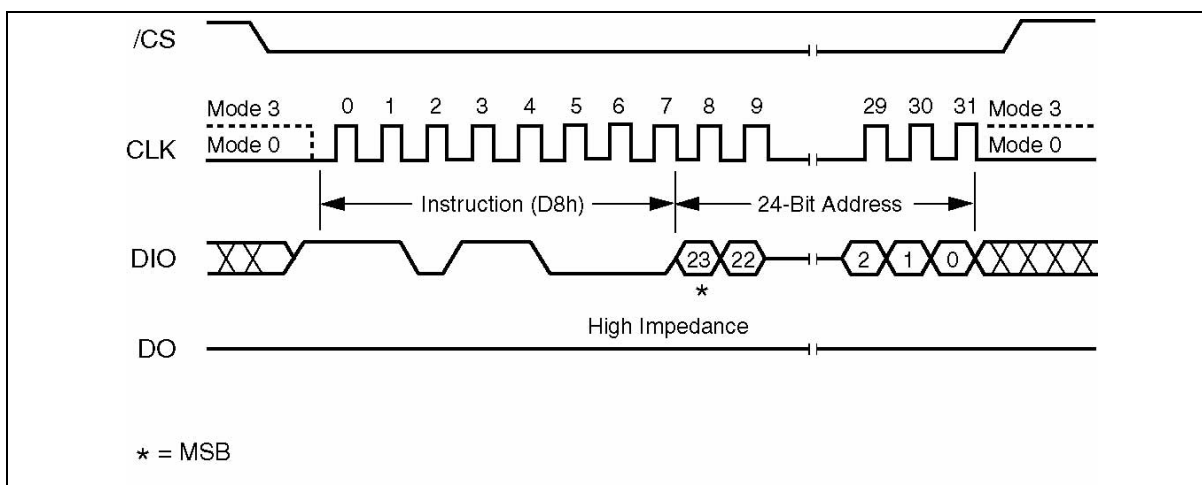 /CS
Mode 3 0 1 2 3 4 5 6 7 8 9 29 30 31 Mode 3
CLK Mode 0 Mode 0
Instruction (D8h) 24-Bit Address
DIO 23 22 2 1 0
*
High Impedance
DO
* = MSB